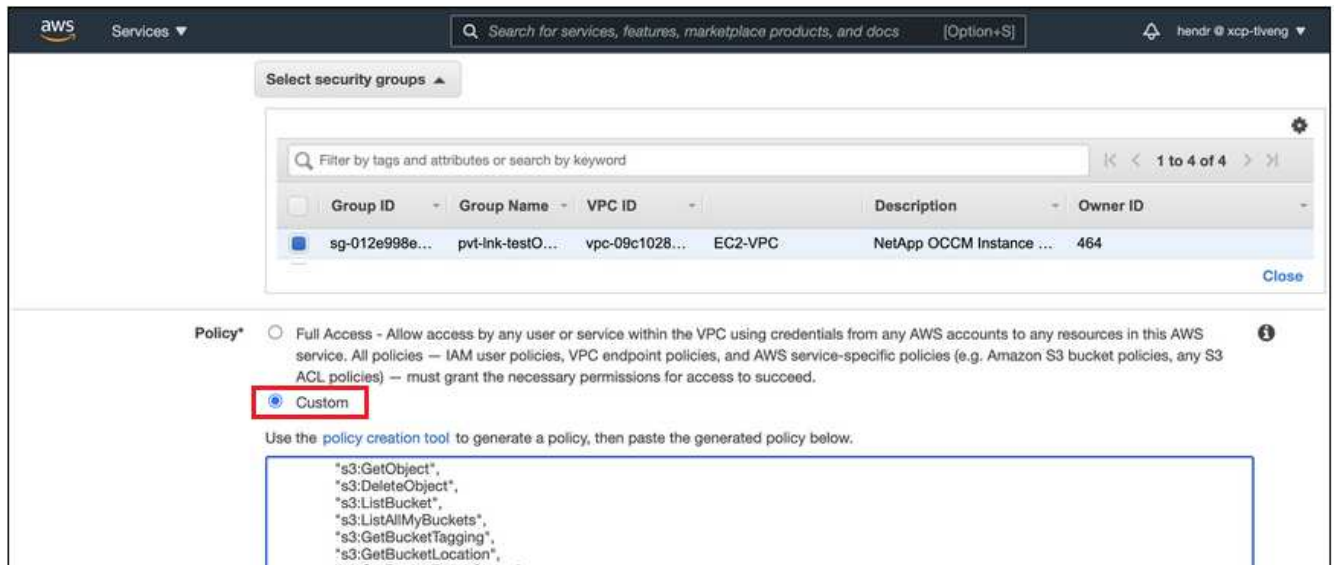 aws Services ▼ Search for services, features, marketplace products, and docs [Option+S] hendr @ xcp-tlveng ▼
Select security groups ▲
Filter by tags and attributes or search by keyword 1 to 4 of 4
Group ID Group Name VPC ID Description Owner ID
sg-012e998e... pvt-lnk-testO... vpc-09c1028... EC2-VPC NetApp OCCM Instance ... 464
Close
Policy* Full Access - Allow access by any user or service within the VPC using credentials from any AWS accounts to any resources in this AWS
service. All policies — IAM user policies, VPC endpoint policies, and AWS service-specific policies (e.g. Amazon S3 bucket policies, any S3
ACL policies) — must grant the necessary permissions for access to succeed.
Custom
Use the policy creation tool to generate a policy, then paste the generated policy below.
"s3:GetObject",
"s3:DeleteObject",
"s3:ListBucket",
"s3:ListAllMyBuckets",
"s3:GetBucketTagging",
"s3:GetBucketLocation",